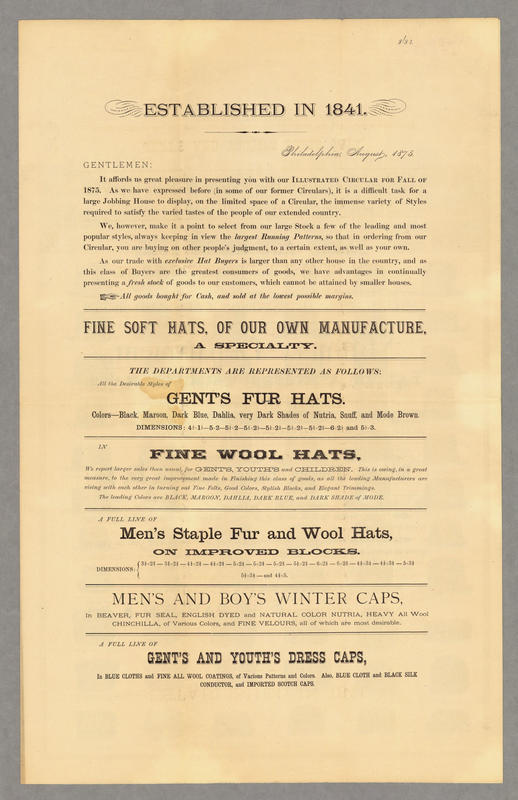 ESTABLISHED IN 1841.
Philadelphia, August, 1875.
GENTLEMEN:
It affords us great pleasure in presenting you with our ILLUSTRATED CIRCULAR FOR FALL OF
1875. As we have expressed before (in some of our former Circulars), it is a difficult task for a
large Jobbing House to display, on the limited space of a Circular, the immense variety of Styles
required to satisfy the varied tastes of the people of our extended country.
We, however, make it a point to select from our large Stock a few of the leading and most
popular styles, always keeping in view the largest Running Patterns, so that in ordering from our
Circular, you are buying on other people's judgment, to a certain extent, as well as your own.
As our trade with exclusive Hat Buyers is larger than any other house in the country, and as
this class of Buyers are the greatest consumers of goods, we have advantages in continually
presenting a fresh stock of goods to our customers, which cannot be attained by smaller houses.
All goods bought for Cash, and sold at the lowest possible margins.
FINE SOFT HATS, OF OUR OWN MANUFACTURE,
A SPECIALTY.
THE DEPARTMENTS ARE REPRESENTED AS FOLLOWS:
All the Desirable Styles of
GENT'S FUR HATS.
Colors—Black, Maroon, Dark Blue, Dahlia, very Dark Shades of Nutria, Snuff, and Mode Brown.
DIMENSIONS:
IN
FINE WOOL HATS,
We report larger sales than usual, for GENT'S, YOUTH'S and CHILDREN. This is owing, in a great
measure, to the very great improvement made in Finishing this class of goods, as all the leading Manufacturers are
vieing with each other in turning out Fine Felts, Good Colors, Stylish Blocks, and Elegant Trimmings.
The leading Colors are BLACK, MAROON, DAHLIA, DARK BLUE, and DARK SHADE of MODE.
A FULL LINE OF
Men's Staple Fur and Wool Hats,
ON IMPROVED BLOCKS.
DIMENSIONS:
MEN'S AND BOY'S WINTER CAPS,
In BEAVER, FUR SEAL, ENGLISH DYED and NATURAL COLOR NUTRIA, HEAVY All Wool
CHINCHILLA, of Various Colors, and FINE VELOURS, all of which are most desirable.
A FULL LINE OF
GENT'S AND YOUTH'S DRESS CAPS,
In BLUE CLOTHS and FINE ALL WOOL COATINGS, of Various Patterns and Colors. Also, BLUE CLOTH and BLACK SILK
CONDUCTOR, and IMPORTED SCOTCH CAPS.